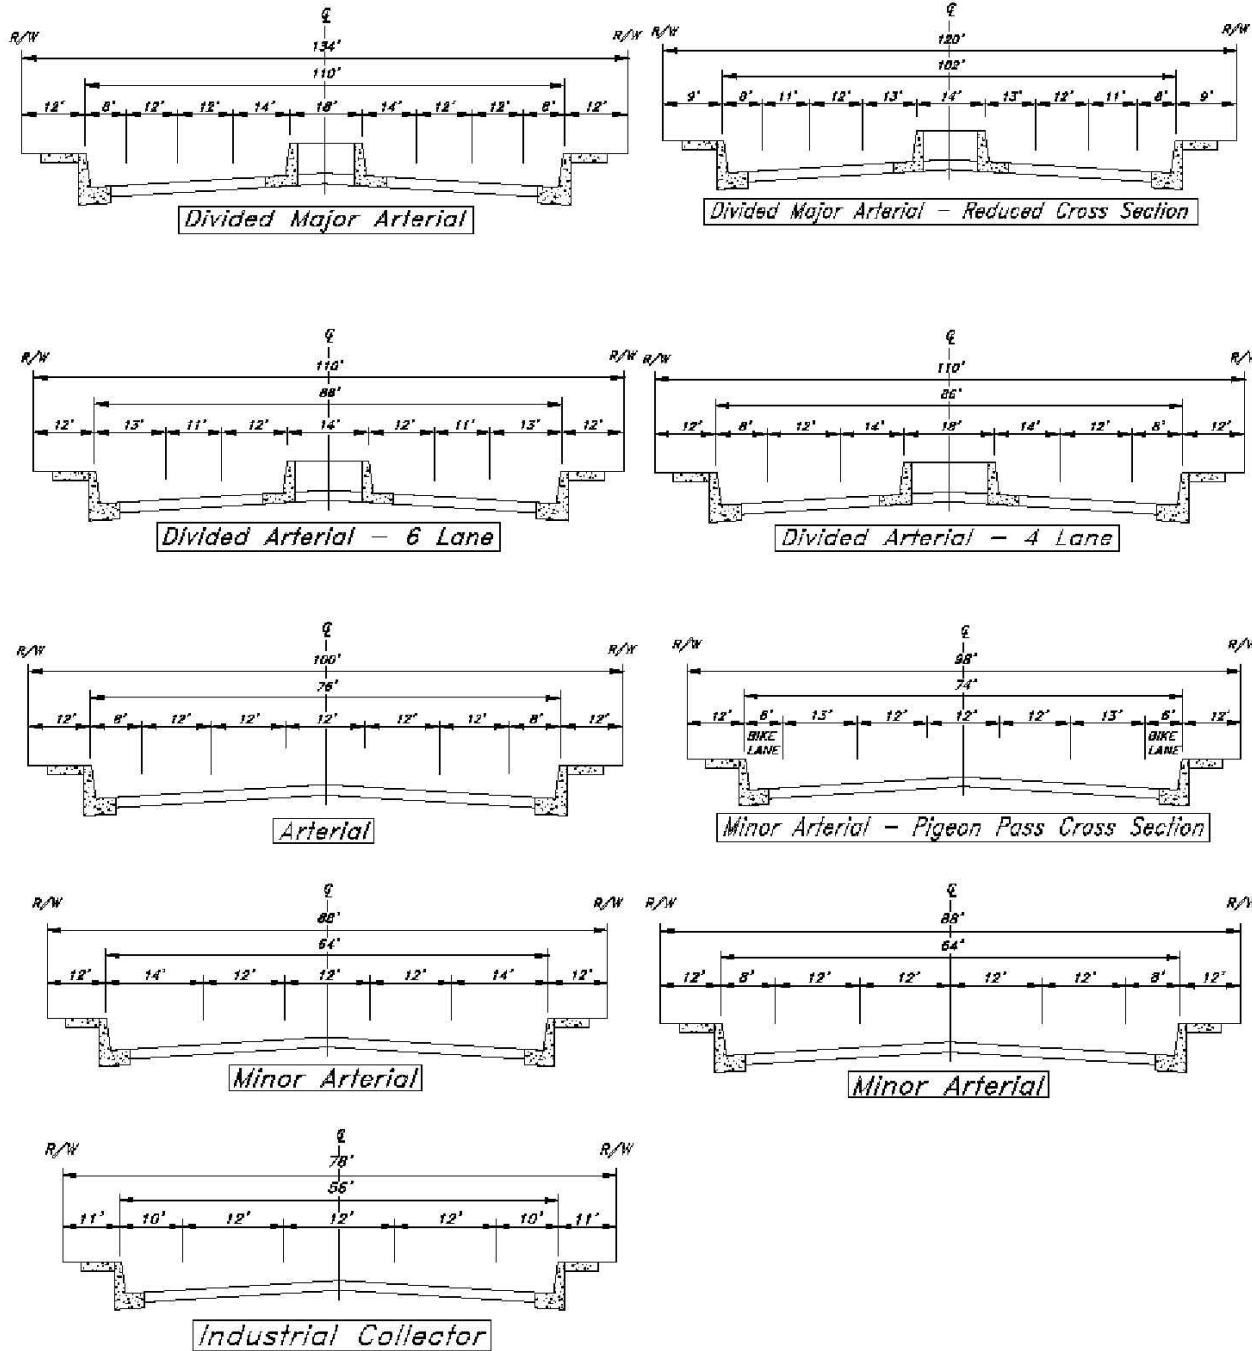 ℄
R/W R/W
134'
110'
12' 8' 12' 12' 14' 18' 14' 12' 12' 8' 12'
Divided Major Arterial
℄
R/W R/W
120'
102'
9' 8' 11' 12' 13' 14' 13' 12' 11' 8' 9'
Divided Major Arterial - Reduced Cross Section
℄
R/W R/W
110'
86'
12' 13' 11' 12' 14' 12' 11' 13' 12'
Divided Arterial - 6 Lane
℄
R/W R/W
110'
86'
12' 8' 12' 14' 18' 14' 12' 8' 12'
Divided Arterial - 4 Lane
℄
R/W R/W
100'
76'
12' 8' 12' 12' 12' 12' 12' 8' 12'
Arterial
℄
R/W R/W
98'
74'
12' 6' 13' 12' 12' 12' 13' 6' 12'
BIKE BIKE
LANE LANE
Minor Arterial - Pigeon Pass Cross Section
℄
R/W R/W
88'
64'
12' 14' 12' 12' 12' 14' 12'
Minor Arterial
℄
R/W R/W
88'
64'
12' 8' 12' 12' 12' 12' 8' 12'
Minor Arterial
℄
R/W R/W
78'
56'
11' 10' 12' 12' 12' 10' 11'
Industrial Collector